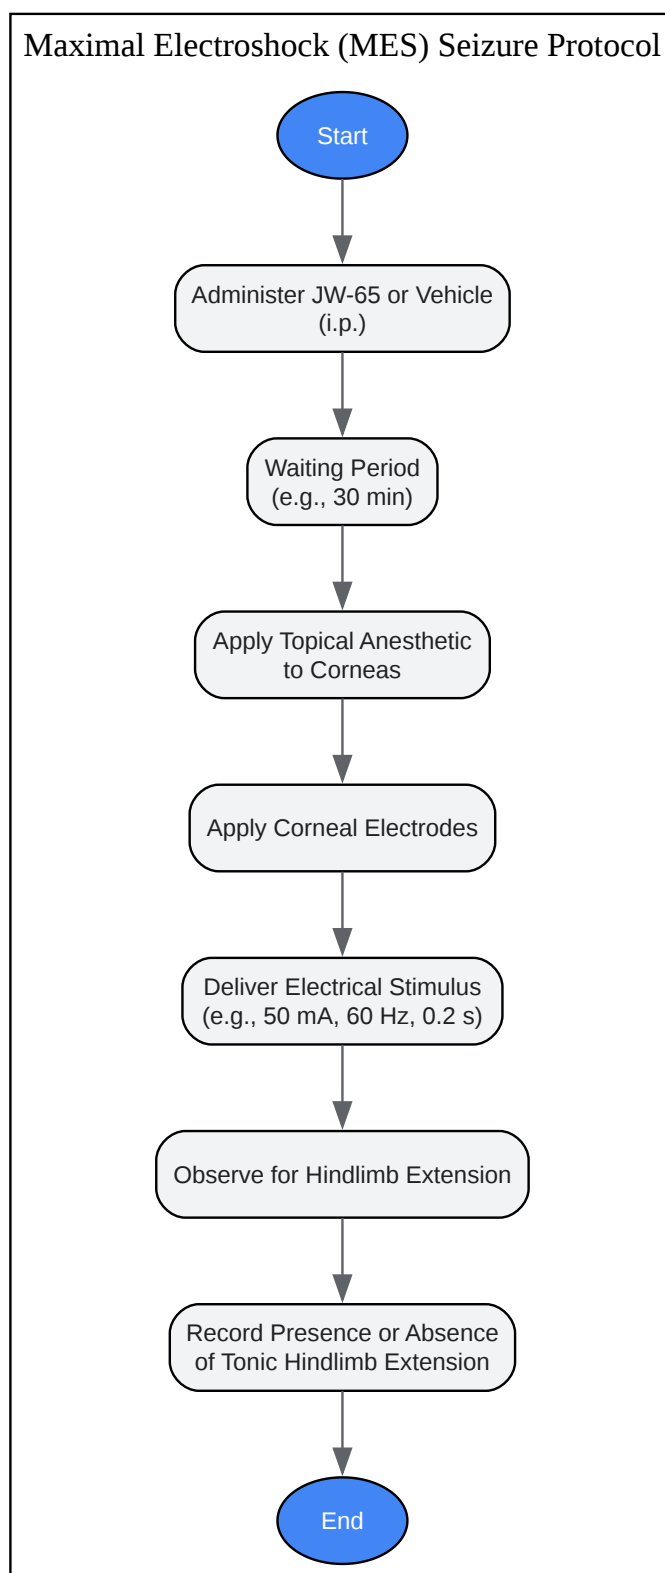 Maximal Electroshock (MES) Seizure Protocol
Start
Administer JW-65 or Vehicle
(i.p.)
Waiting Period
(e.g., 30 min)
Apply Topical Anesthetic
to Corneas
Apply Corneal Electrodes
Deliver Electrical Stimulus
(e.g., 50 mA, 60 Hz, 0.2 s)
Observe for Hindlimb Extension
Record Presence or Absence
of Tonic Hindlimb Extension
End